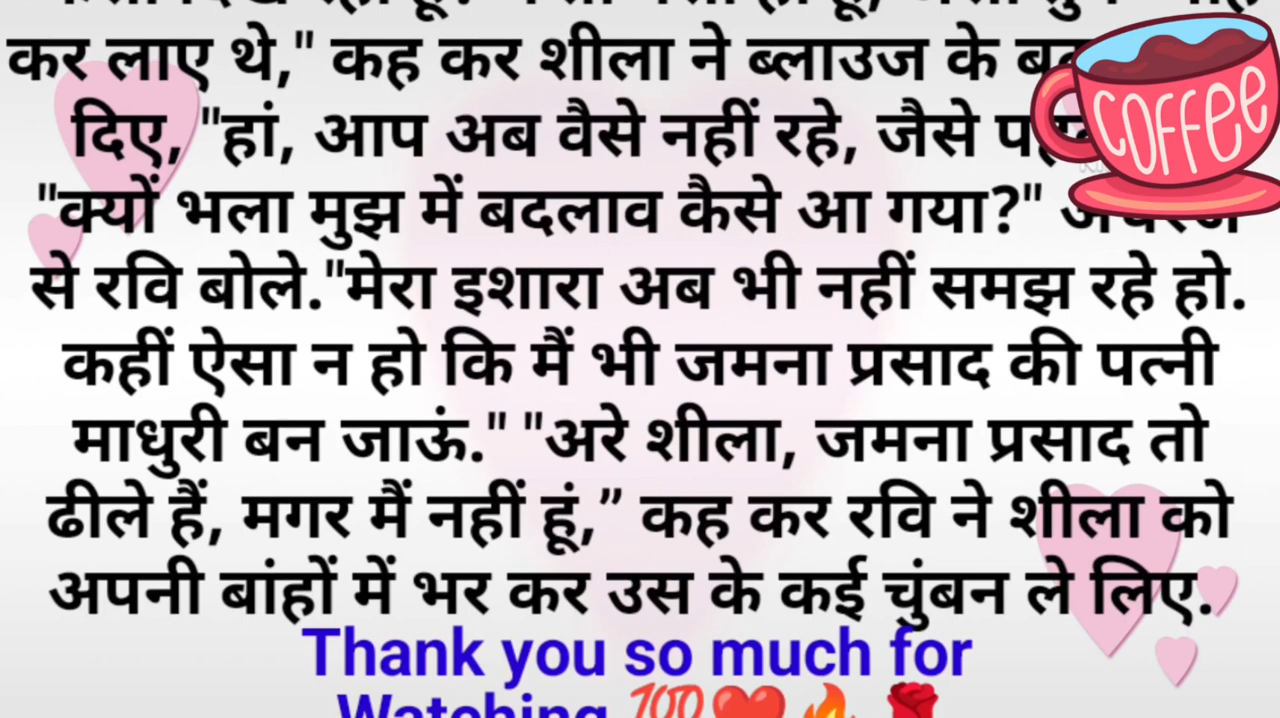 कर लाए थे," कह कर शीला ने ब्लाउज के
दिए, "हां, आप अब वैसे नहीं रहे, जैसे
COFFee
"क्यों भला मुझ में बदलाव कैसे आ गया?"
से रवि बोले."मेरा इशारा अब भी नहीं समझ रहे हो.
कहीं ऐसा न हो कि मैं भी जमना प्रसाद की पत्नी
माधुरी बन जाऊं." "अरे शीला, जमना प्रसाद तो
ढीले हैं, मगर मैं नहीं हूं,” कह कर रवि ने शीला को
अपनी बांहों में भर कर उस के कई चुंबन ले लिए.
Thank you so much for
Watching 💯❤️🔥🌹